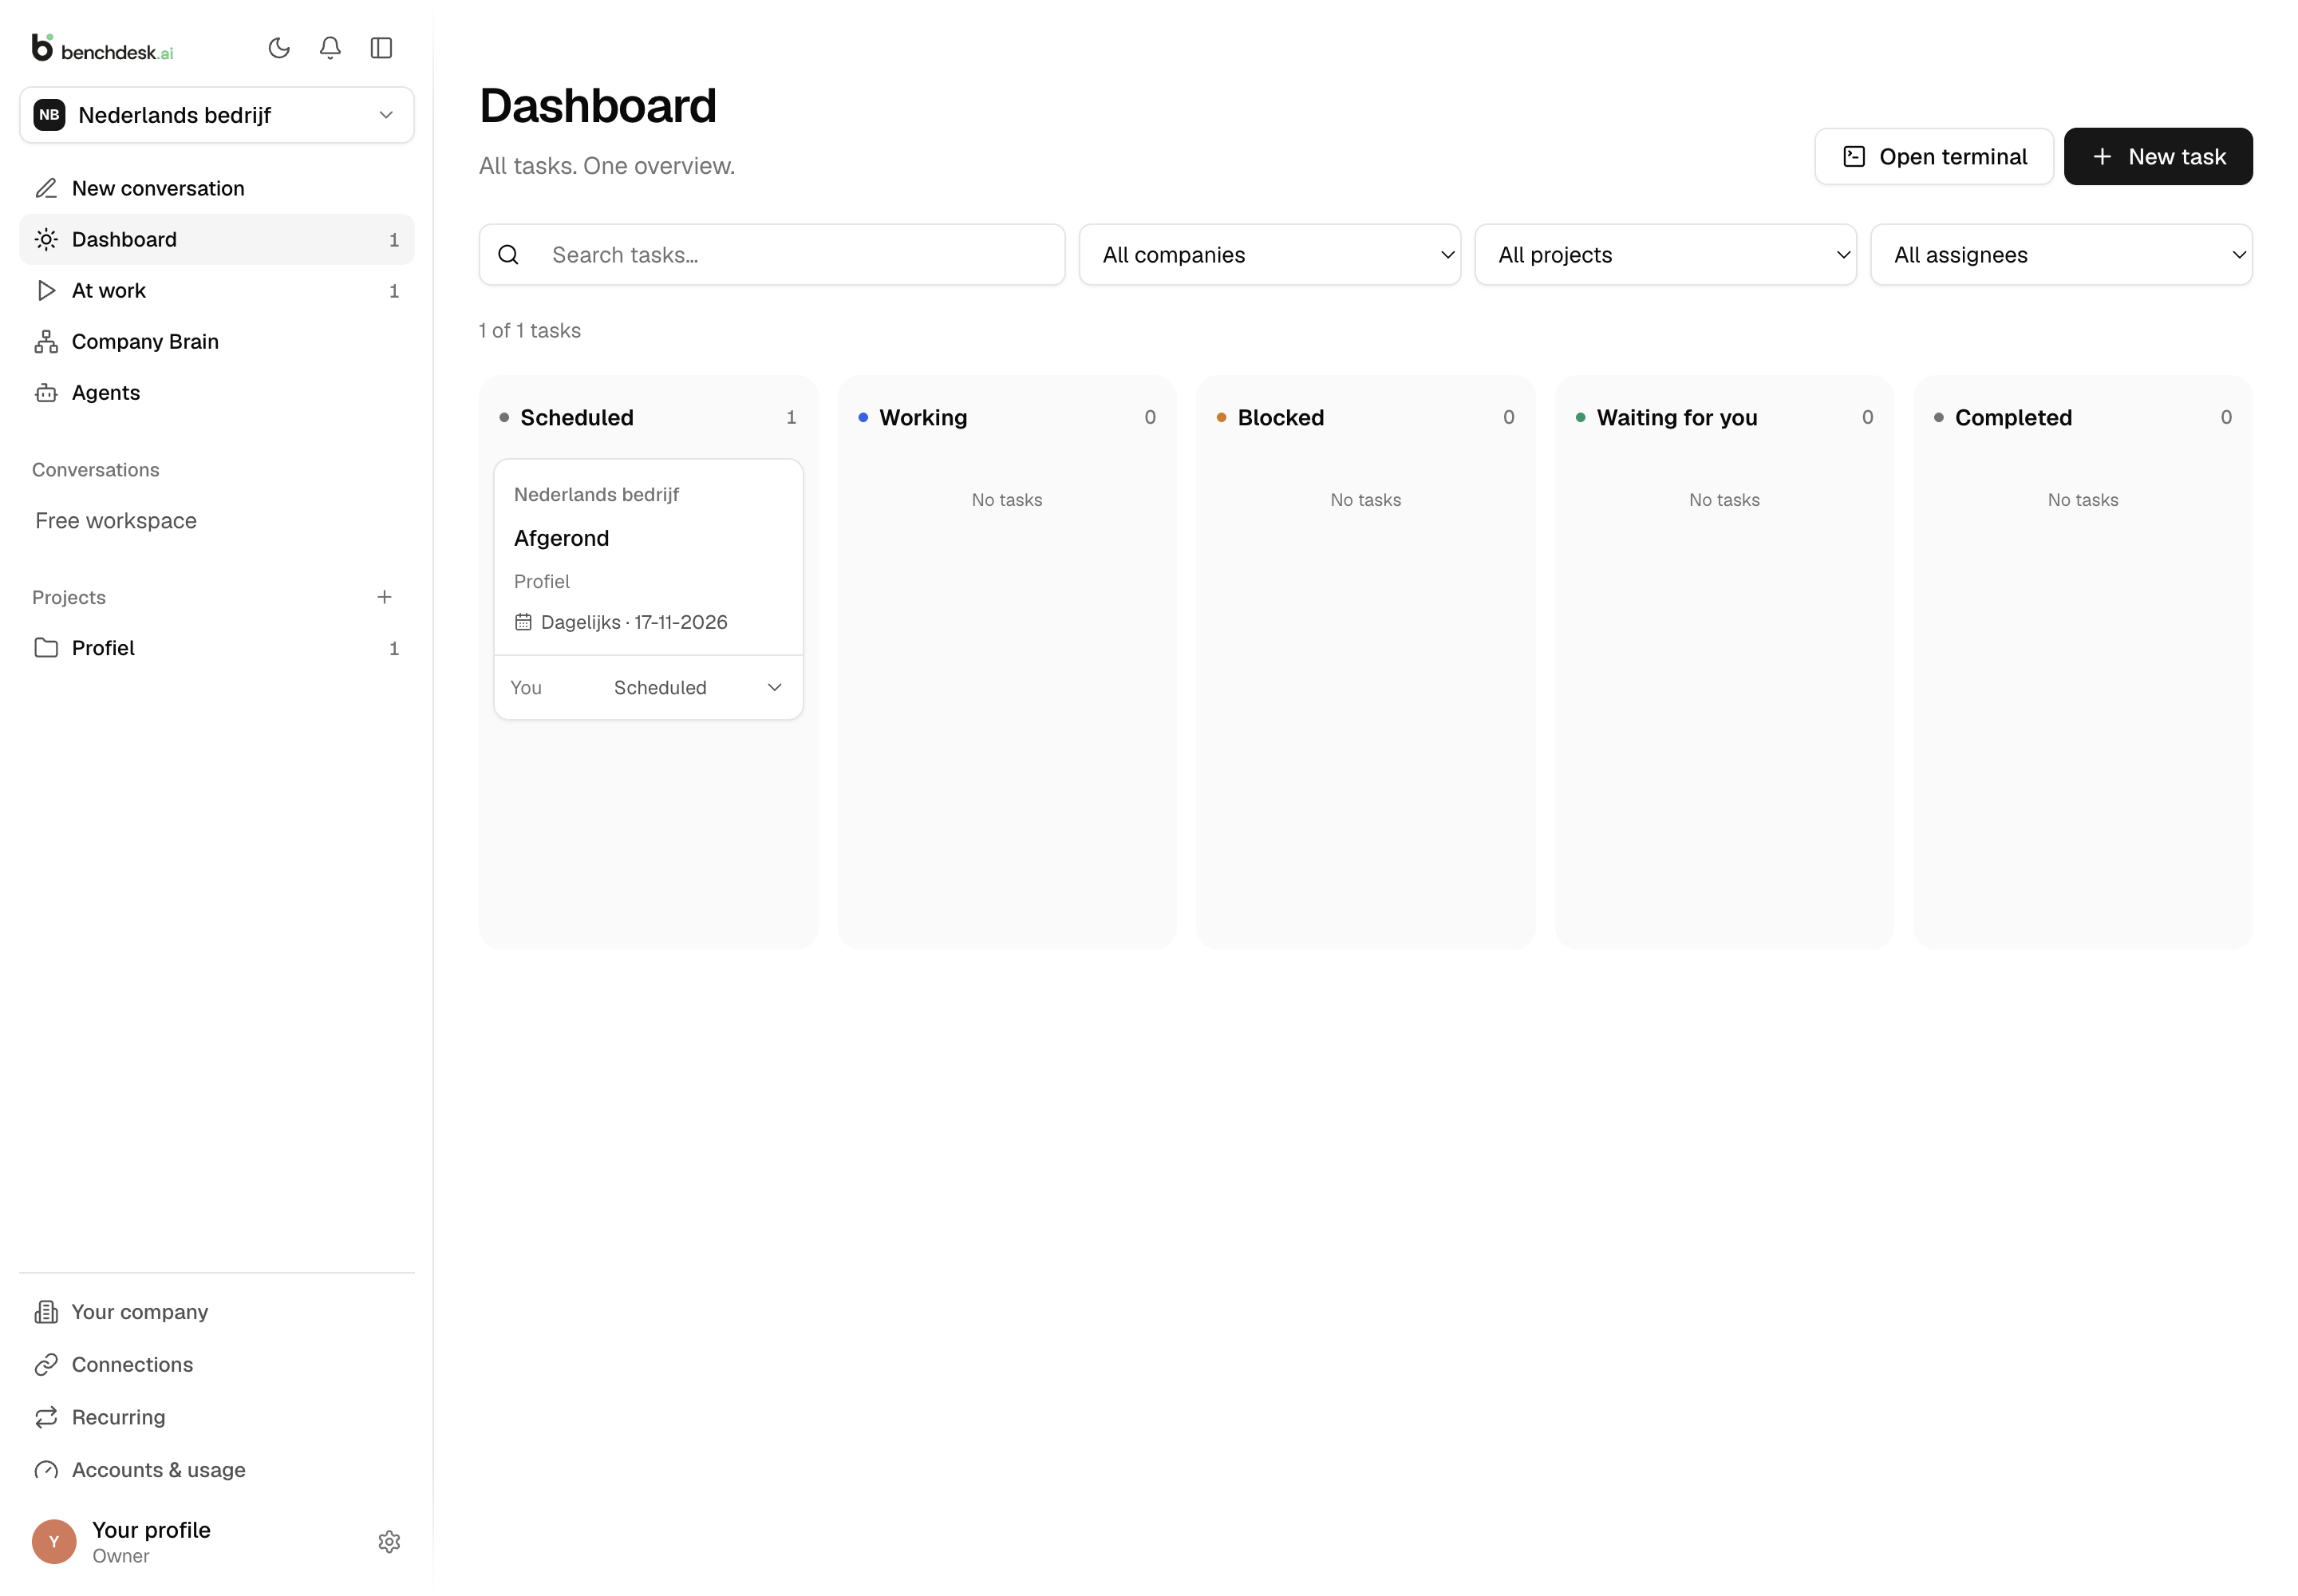 benchdesk.ai
NB Nederlands bedrijf
New conversation
Dashboard 1
At work 1
Company Brain
Agents
Conversations
Free workspace
Projects
Profiel 1
Your company
Connections
Recurring
Accounts & usage
Y
Your profile
Owner
Dashboard
All tasks. One overview.
Open terminal
New task
Search tasks...
All companies
All projects
All assignees
1 of 1 tasks
Scheduled 1
Nederlands bedrijf
Afgerond
Profiel
Dagelijks · 17-11-2026
You Scheduled
Working 0
No tasks
Blocked 0
No tasks
Waiting for you 0
No tasks
Completed 0
No tasks